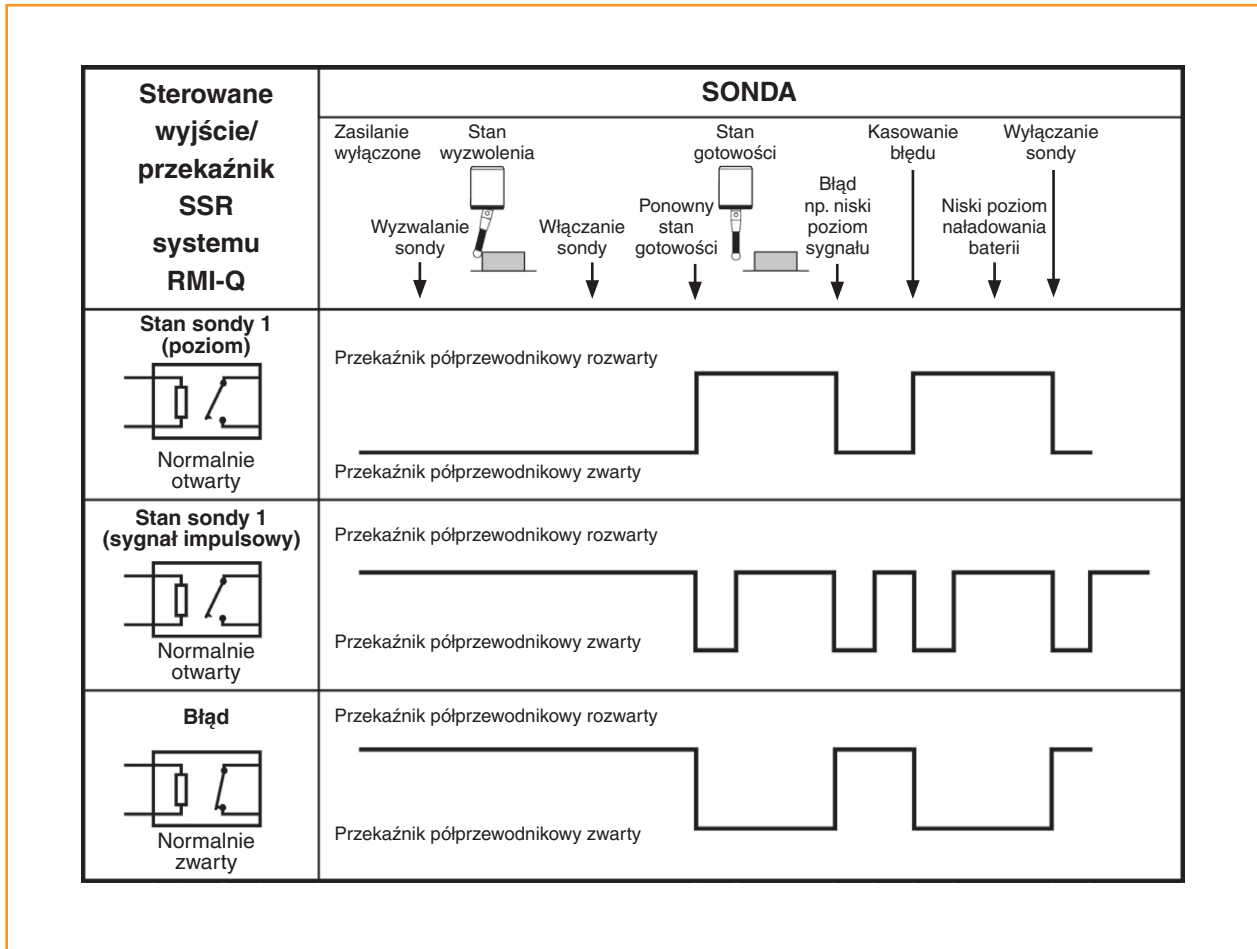 Sterowane
wyjście/
przekaźnik
SSR
systemu
RMI-Q
SONDA
Zasilanie
wyłączone
Stan
wyzwolenia
Stan
gotowości
Kasowanie
błędu
Wyłączanie
sondy
Wyzwalanie
sondy
Włączanie
sondy
Ponowny
stan
gotowości
Błąd
np. niski
poziom
sygnału
Niski poziom
naładowania
baterii
Stan sondy 1
(poziom)
Normalnie
otwarty
Przekaźnik półprzewodnikowy rozwarty
Przekaźnik półprzewodnikowy zwarty
Stan sondy 1
(sygnał impulsowy)
Normalnie
otwarty
Przekaźnik półprzewodnikowy rozwarty
Przekaźnik półprzewodnikowy zwarty
Błąd
Normalnie
zwarty
Przekaźnik półprzewodnikowy rozwarty
Przekaźnik półprzewodnikowy zwarty